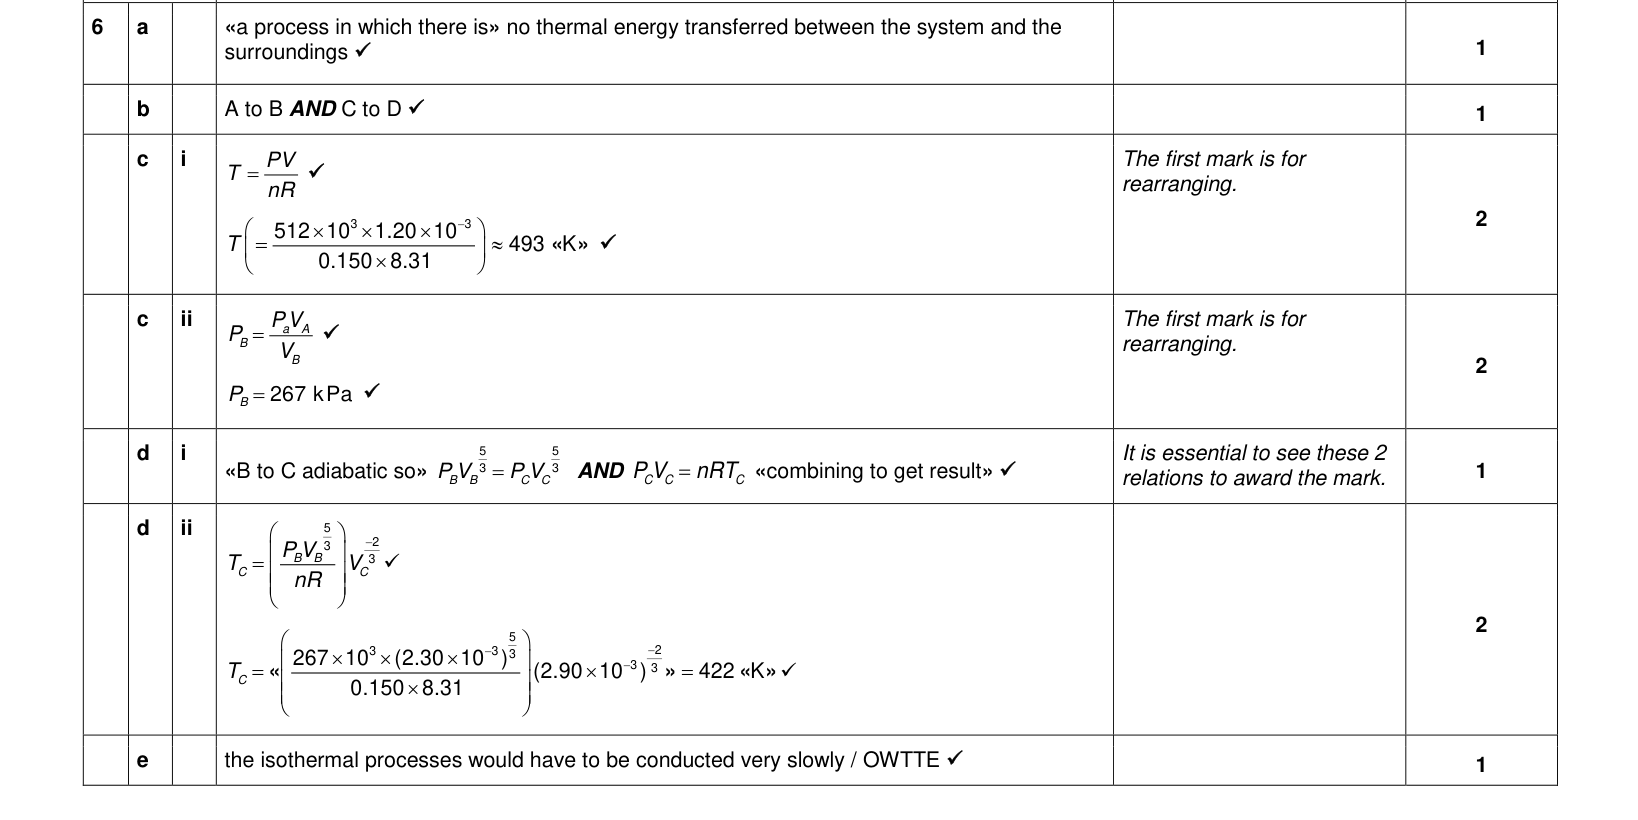 6 a «a process in which there is» no thermal energy transferred between the system and the
surroundings ✓
1
b A to B AND C to D ✓ 1
c i T = PV/nR ✓
T(= 512×10³×1.20×10⁻³/0.150×8.31) ≈ 493 «K» ✓
The first mark is for
rearranging.
2
c ii P_B = P_aV_A/V_B ✓
P_B = 267 kPa ✓
The first mark is for
rearranging.
2
d i «B to C adiabatic so» P_BV_B^(5/3) = P_CV_C^(5/3) AND P_CV_C = nRT_C «combining to get result» ✓
It is essential to see these 2
relations to award the mark.
1
d ii T_C = (P_BV_B^(5/3)/nR)V_C^(–2/3) ✓
T_C = «(267×10³×(2.30×10⁻³)^(5/3)/0.150×8.31)(2.90×10⁻³)^(–2/3)» = 422 «K» ✓
2
e the isothermal processes would have to be conducted very slowly / OWTTE ✓ 1